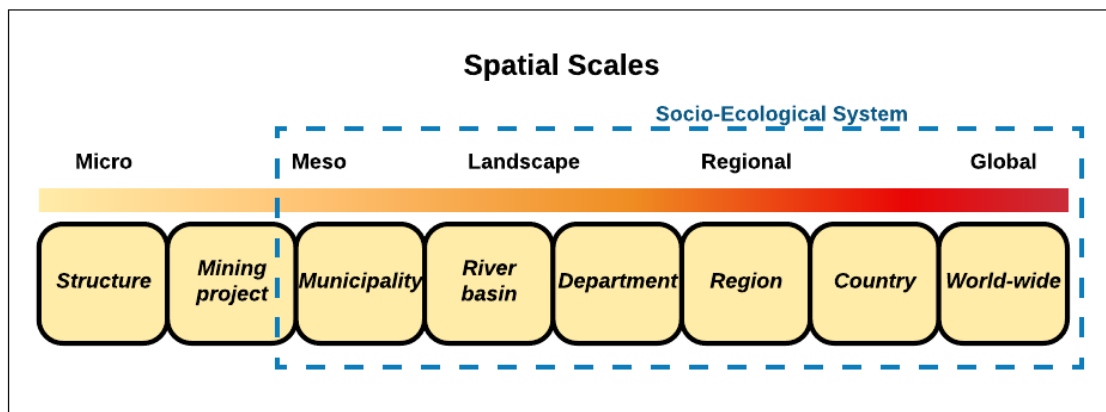 Spatial Scales
Socio-Ecological System
Micro Meso Landscape Regional Global
Structure
Mining
project
Municipality
River
basin
Department
Region
Country
World-wide